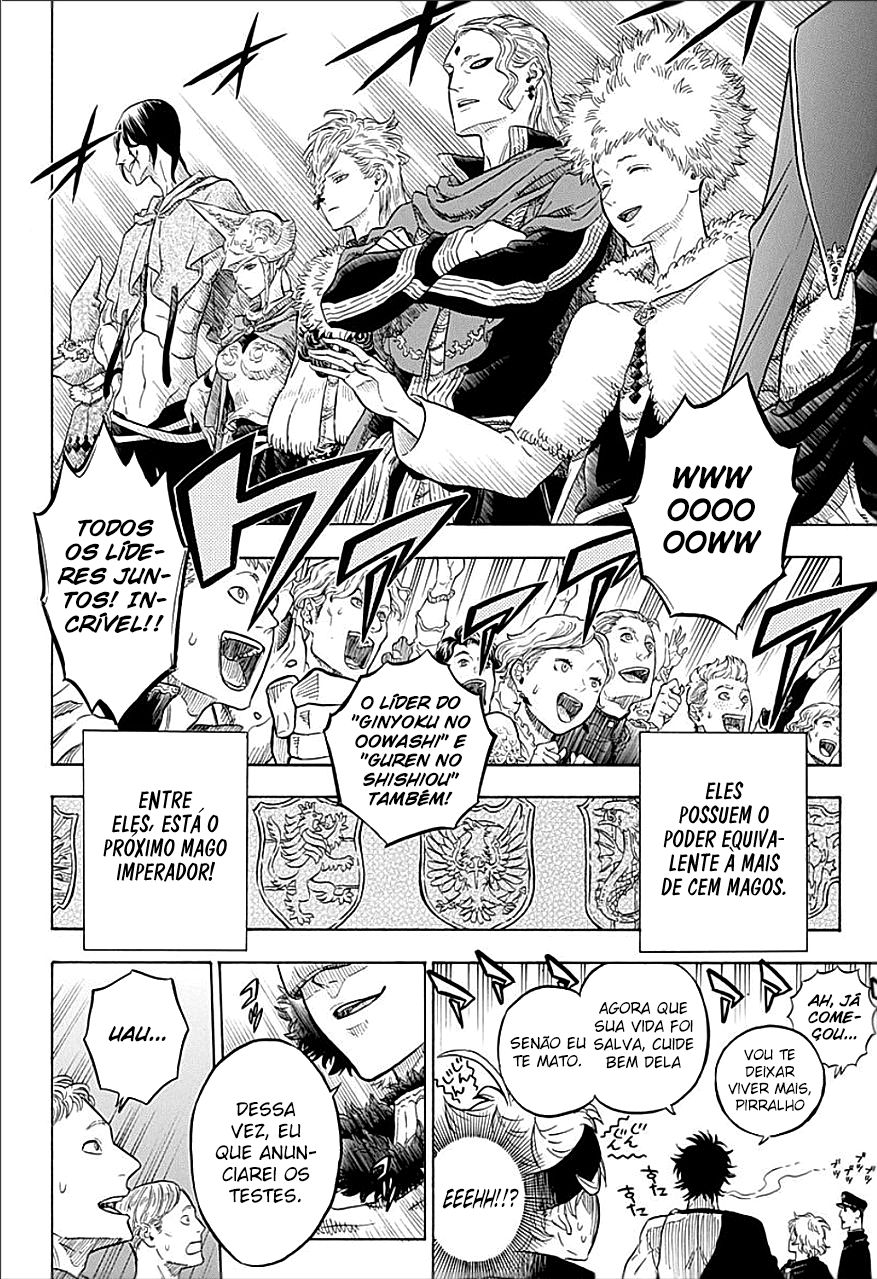 WWW
OOOO
OOWW
TODOS
OS LÍDE-
RES JUN-
TOS! IN-
CRÍVEL!!
O LÍDER DO
"GINYOKU NO
OOWASHI" E
"GUREN NO
SHISHIOU"
TAMBÉM!
ELES
POSSUEM O
PODER EQUIVA-
LENTE À MAIS
DE CEM MAGOS.
ENTRE
ELES, ESTÁ O
PRÓXIMO MAGO
IMPERADOR!
AH, JÁ
COME-
ÇOU...
VOU TE
DEIXAR
VIVER MAIS,
PIRRALHO
AGORA QUE
SUA VIDA FOI
SALVA, CUIDE
BEM DELA
SENÃO EU
TE MATO.
EEEHH!!?
DESSA
VEZ, EU
QUE ANUN-
CIAREI OS
TESTES.
UAU...